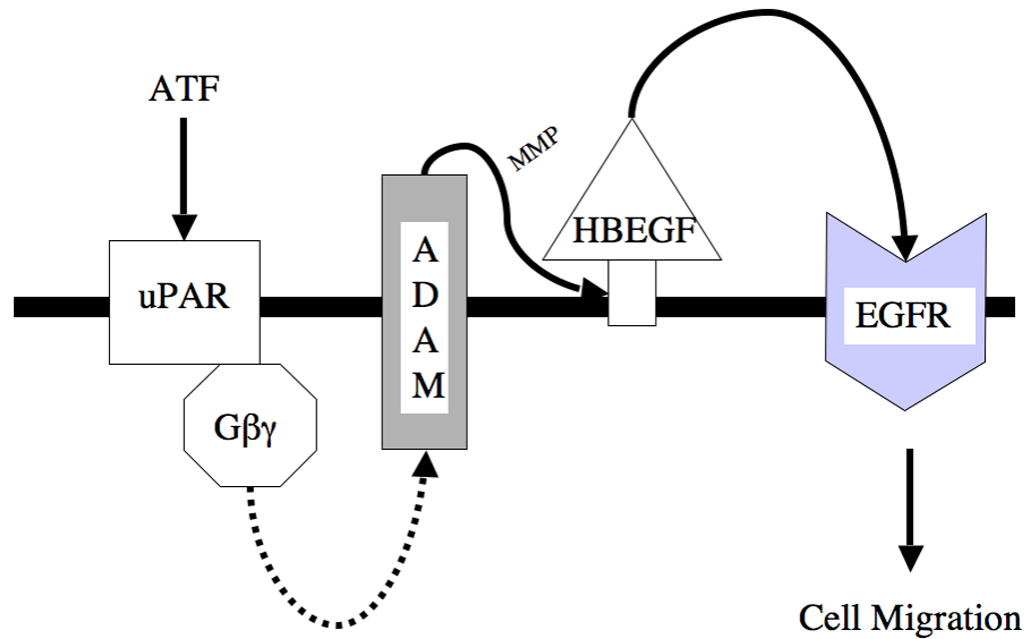 ATF
MMP
HBEGF
A
D
A
M
uPAR
EGFR
Gβγ
Cell Migration